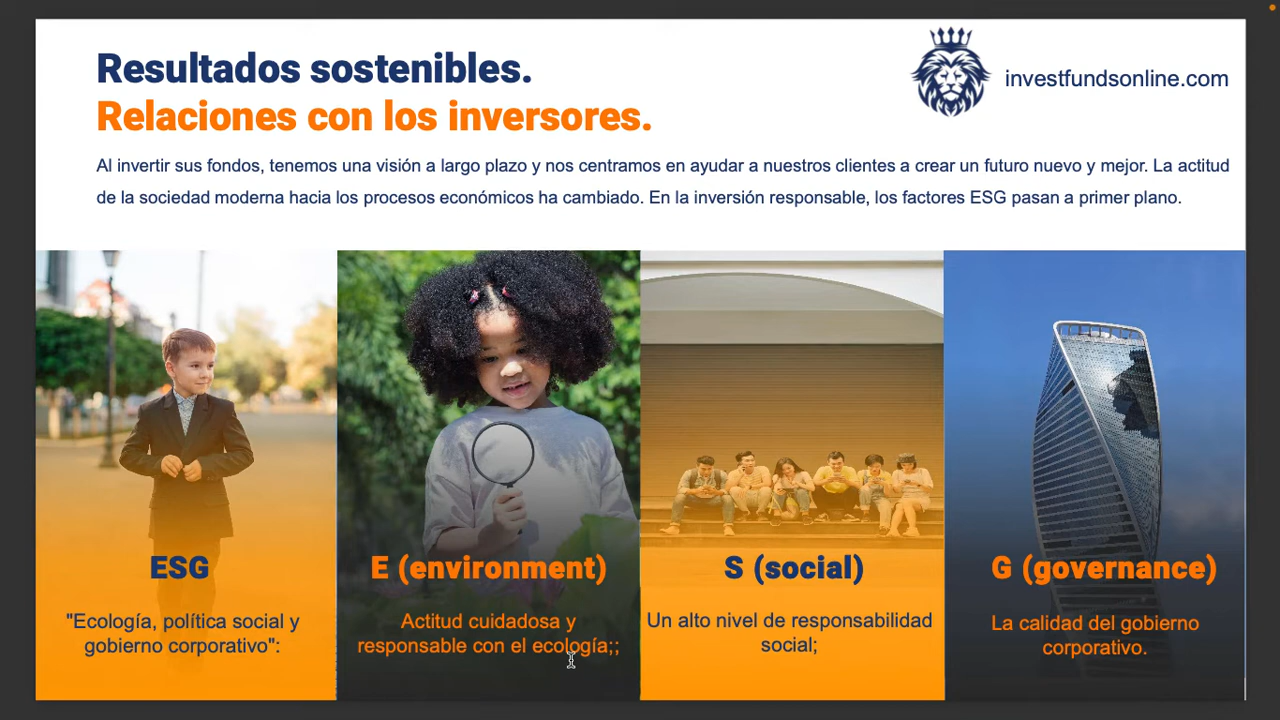 Resultados sostenibles.
Relaciones con los inversores.
investfundsonline.com
Al invertir sus fondos, tenemos una visión a largo plazo y nos centramos en ayudar a nuestros clientes a crear un futuro nuevo y mejor. La actitud
de la sociedad moderna hacia los procesos económicos ha cambiado. En la inversión responsable, los factores ESG pasan a primer plano.
ESG
"Ecología, política social y
gobierno corporativo":
E (environment)
Actitud cuidadosa y
responsable con el ecología;;
S (social)
Un alto nivel de responsabilidad
social;
G (governance)
La calidad del gobierno
corporativo.